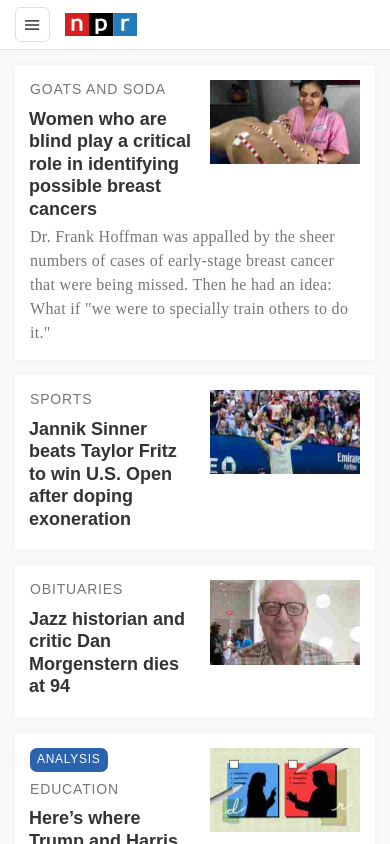 npr
GOATS AND SODA
Women who are
blind play a critical
role in identifying
possible breast
cancers
Dr. Frank Hoffman was appalled by the sheer
numbers of cases of early-stage breast cancer
that were being missed. Then he had an idea:
What if "we were to specially train others to do
it."
SPORTS
Jannik Sinner
beats Taylor Fritz
to win U.S. Open
after doping
exoneration
Emirates
Airline
OBITUARIES
Jazz historian and
critic Dan
Morgenstern dies
at 94
ANALYSIS
EDUCATION
Here’s where
Trump and Harris
d
r